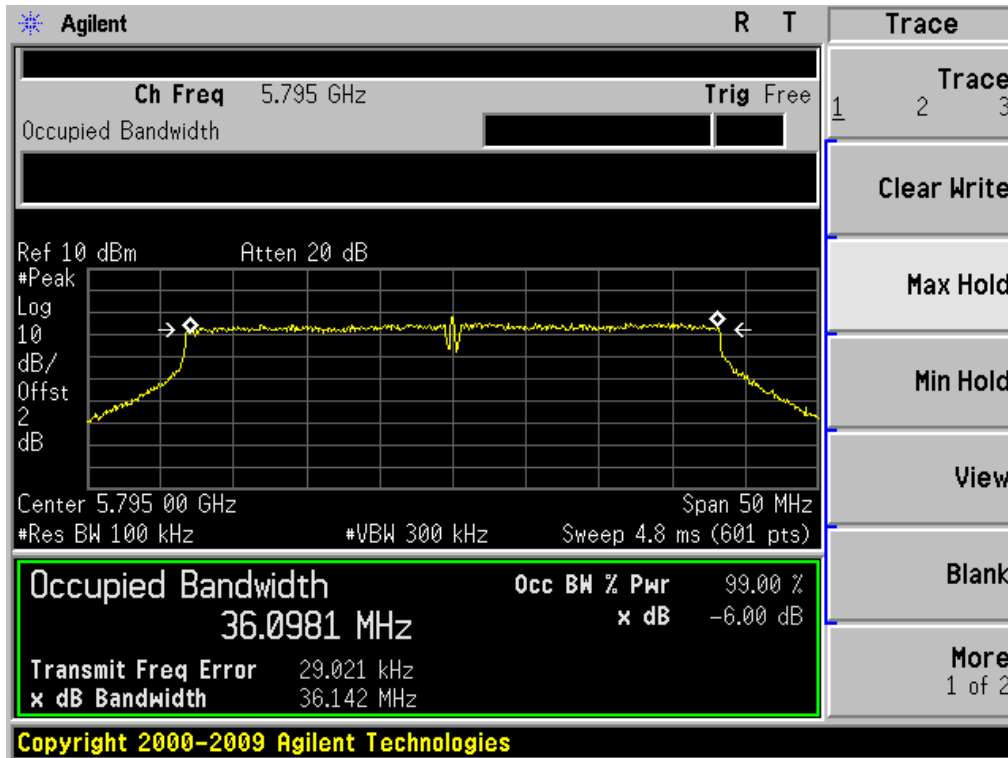 Agilent R T
Ch Freq 5.795 GHz Trig Free
Occupied Bandwidth
Ref 10 dBm Atten 20 dB
#Peak
Log
10
dB/
Offst
2
dB
Center 5.795 00 GHz Span 50 MHz
#Res BW 100 kHz #VBW 300 kHz Sweep 4.8 ms (601 pts)
Occupied Bandwidth
36.0981 MHz
Occ BW % Pwr 99.00 %
x dB -6.00 dB
Transmit Freq Error 29.021 kHz
x dB Bandwidth 36.142 MHz
Copyright 2000-2009 Agilent Technologies
Trace
Trace
1 2 3
Clear Write
Max Hold
Min Hold
View
Blank
More
1 of 2